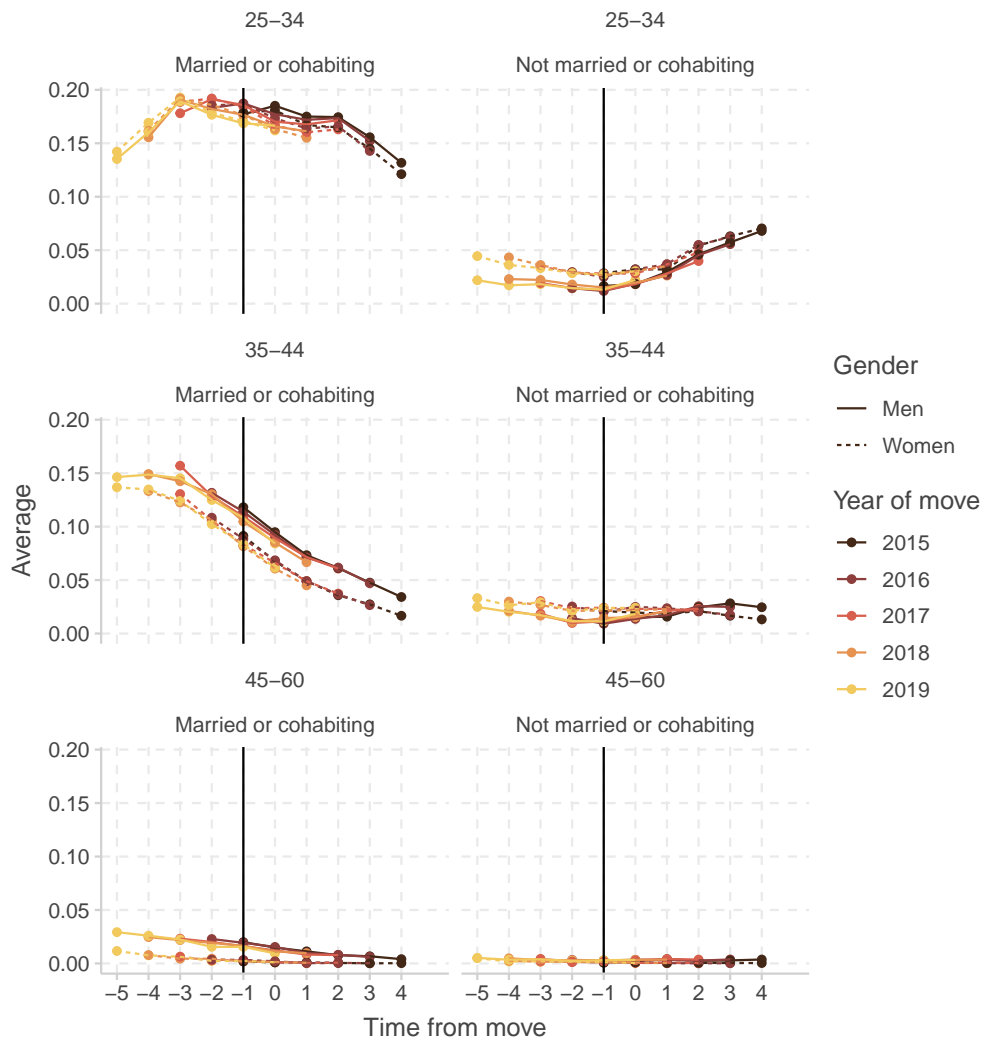 25−34
25−34
Married or cohabiting
Not married or cohabiting
0.20
0.15
0.10
0.05
0.00
35−44
35−44
Married or cohabiting
Not married or cohabiting
0.20
0.15
0.10
0.05
0.00
45−60
45−60
Married or cohabiting
Not married or cohabiting
0.20
0.15
0.10
0.05
0.00
−5 −4 −3 −2 −1 0 1 2 3 4
−5 −4 −3 −2 −1 0 1 2 3 4
Time from move
Average
Gender
Men
Women
Year of move
2015
2016
2017
2018
2019